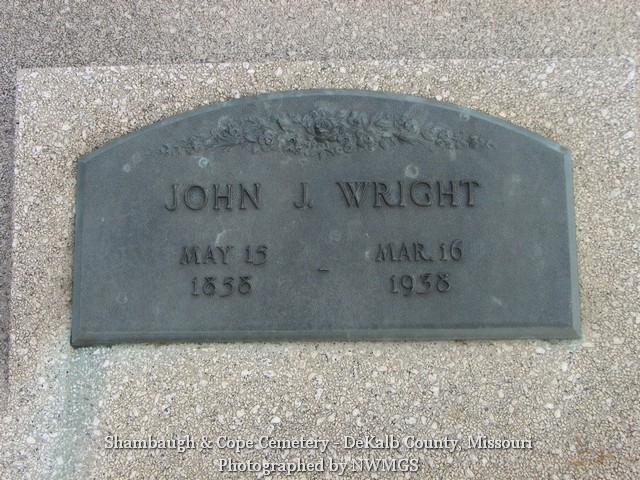 JOHN J. WRIGHT
MAY 15 - MAR. 16
1858 1938
Shambaugh & Cope Cemetery - DeKalb County, Missouri
Photographed by NWMGS